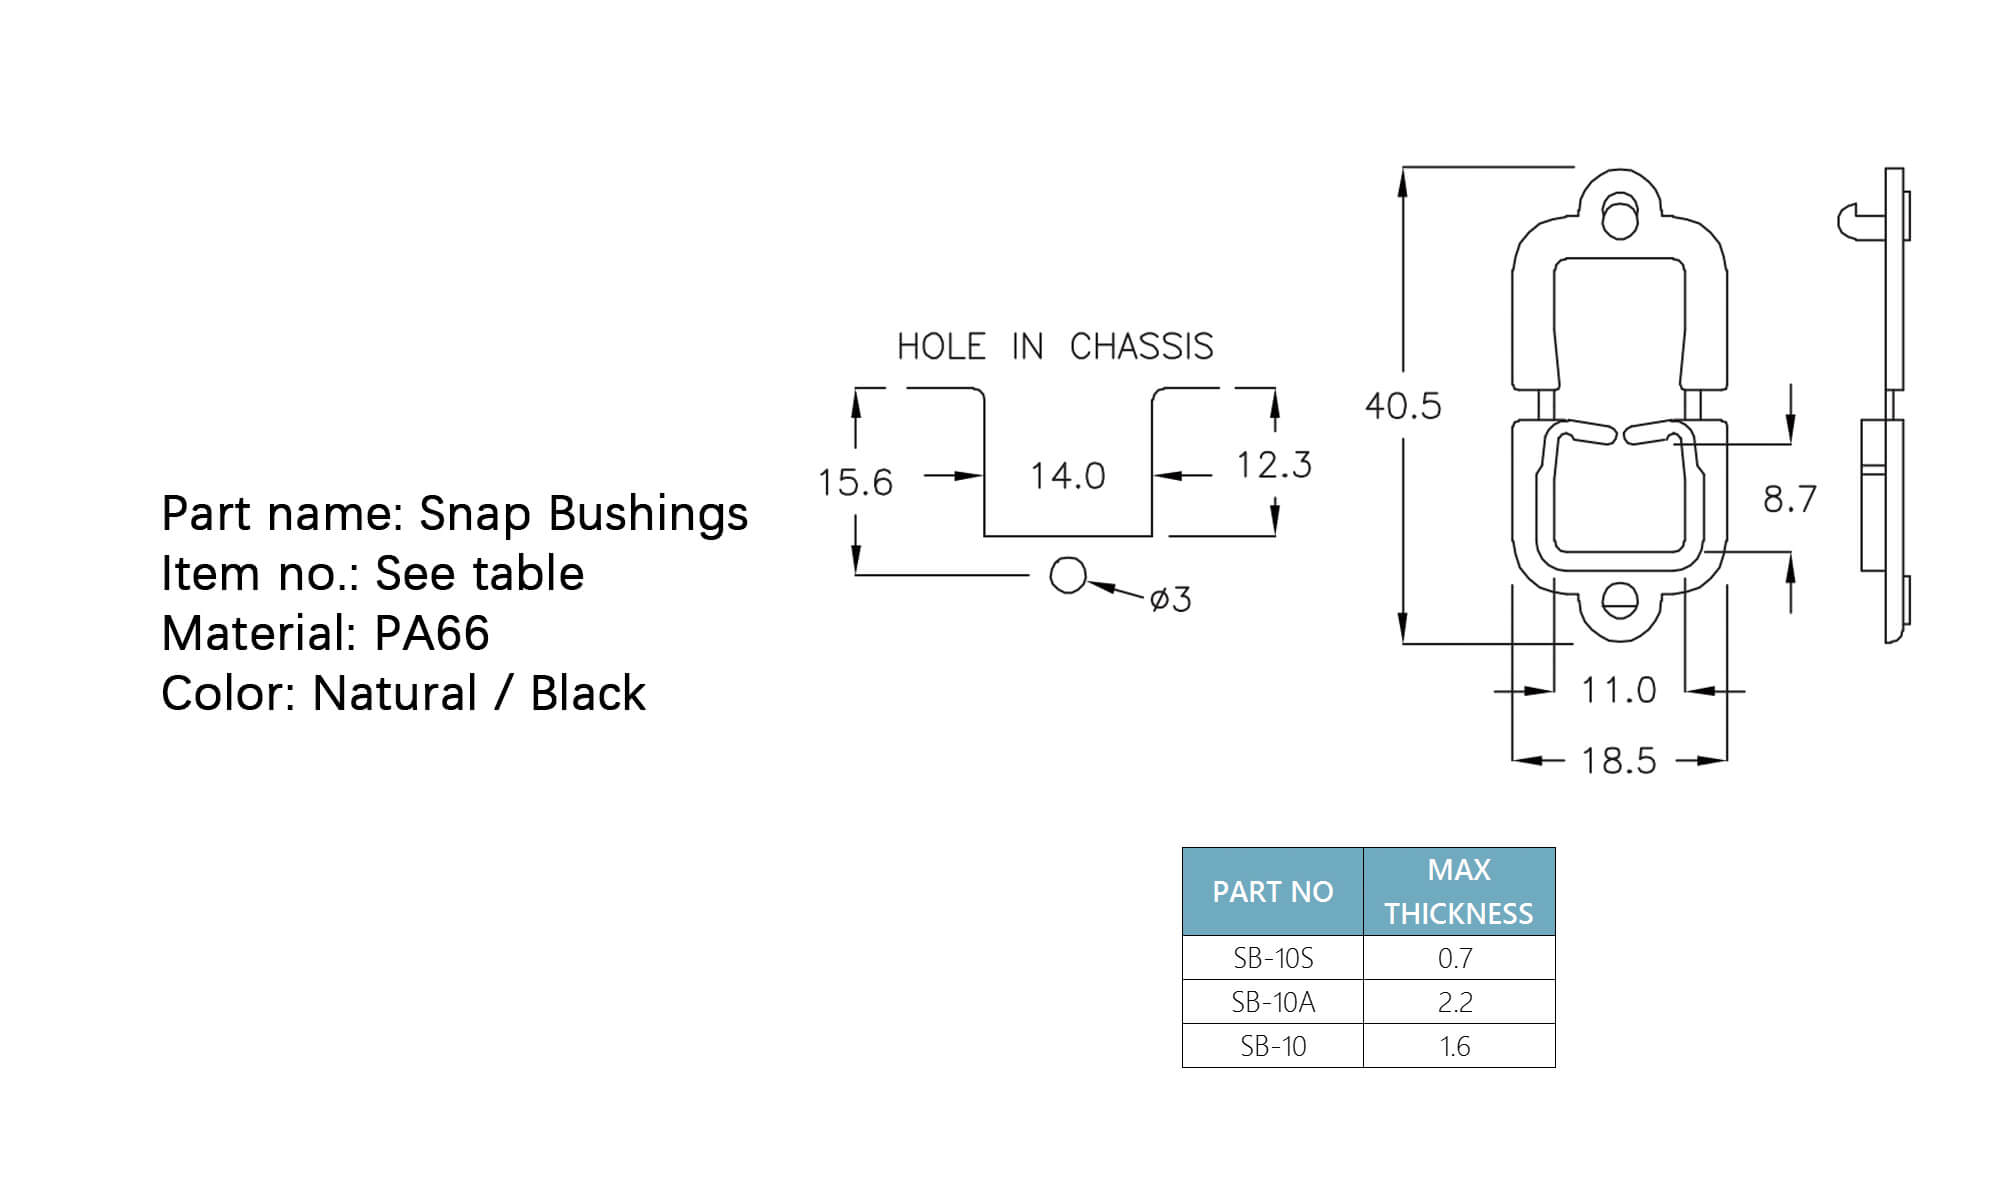 Part name: Snap Bushings
Item no.: See table
Material: PA66
Color: Natural / Black
HOLE IN CHASSIS
15.6
14.0
12.3
ø3
40.5
8.7
11.0
18.5
PART NO
MAX
THICKNESS
SB-10S
0.7
SB-10A
2.2
SB-10
1.6